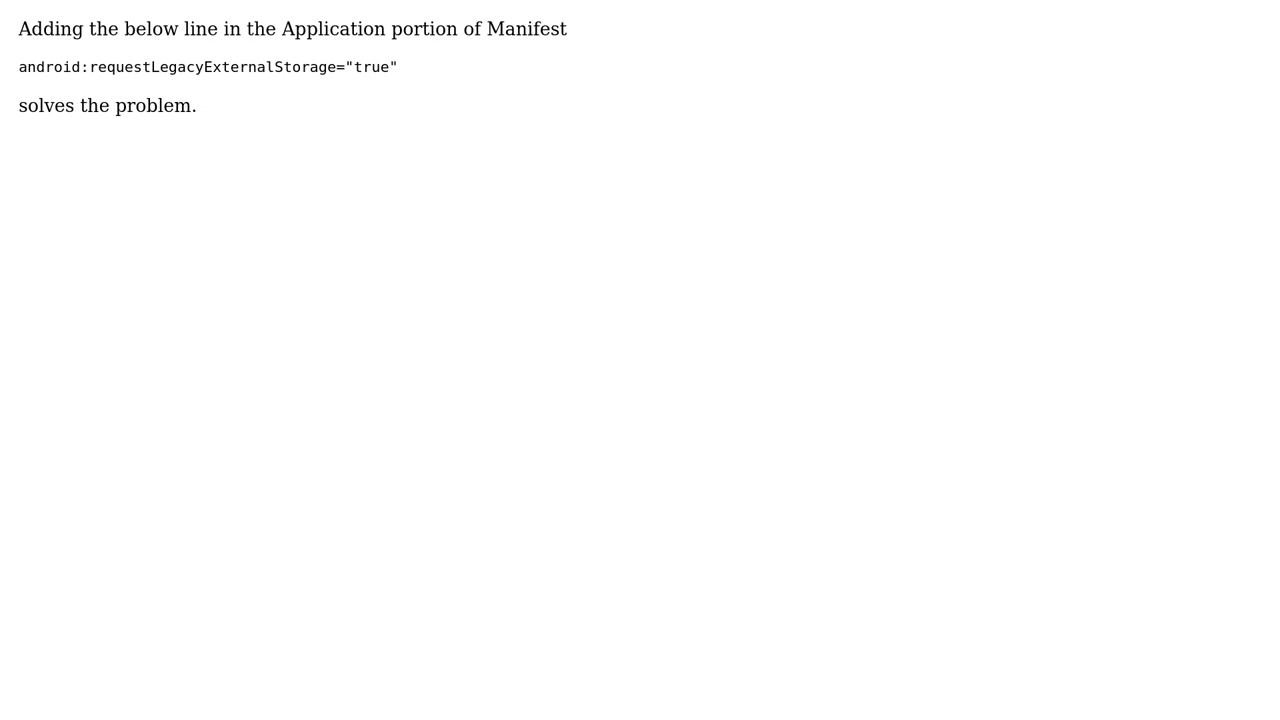 Adding the below line in the Application portion of Manifest
android:requestLegacyExternalStorage="true"
solves the problem.